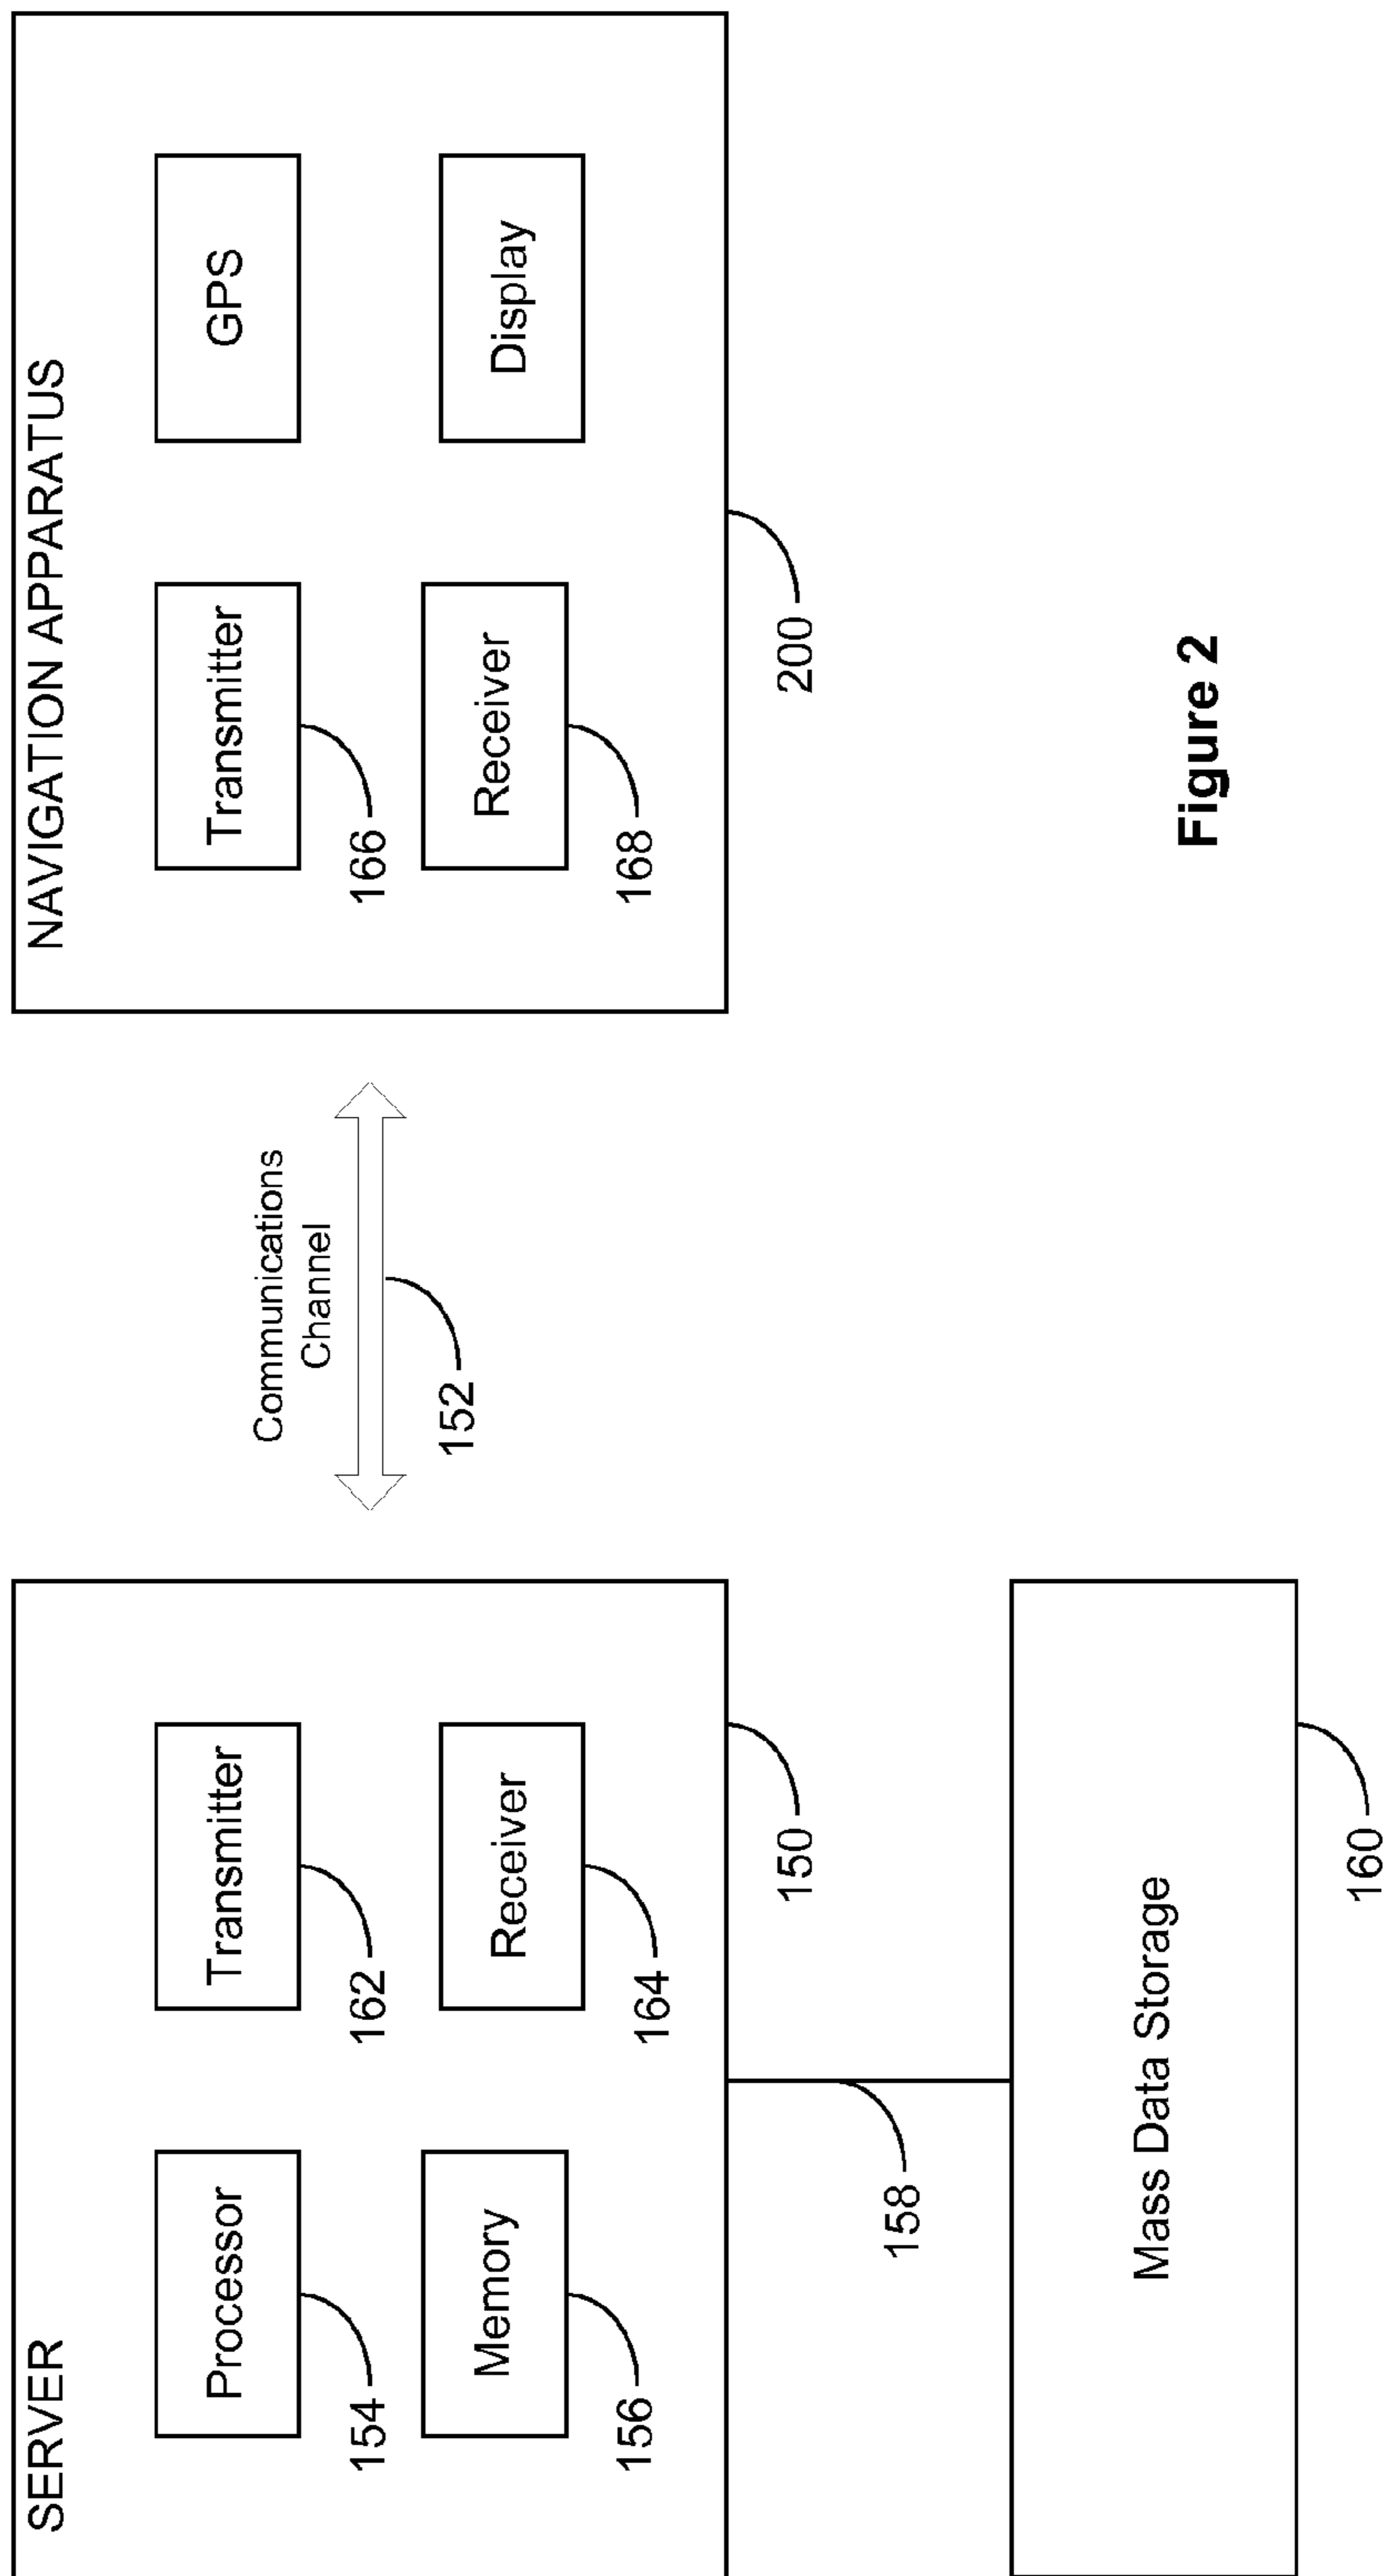 SERVER
Processor
154
Memory
156
Transmitter
162
Receiver
164
150
158
Mass Data Storage
160
Communications
Channel
152
NAVIGATION APPARATUS
Transmitter
166
Receiver
168
GPS
Display
200
Figure 2